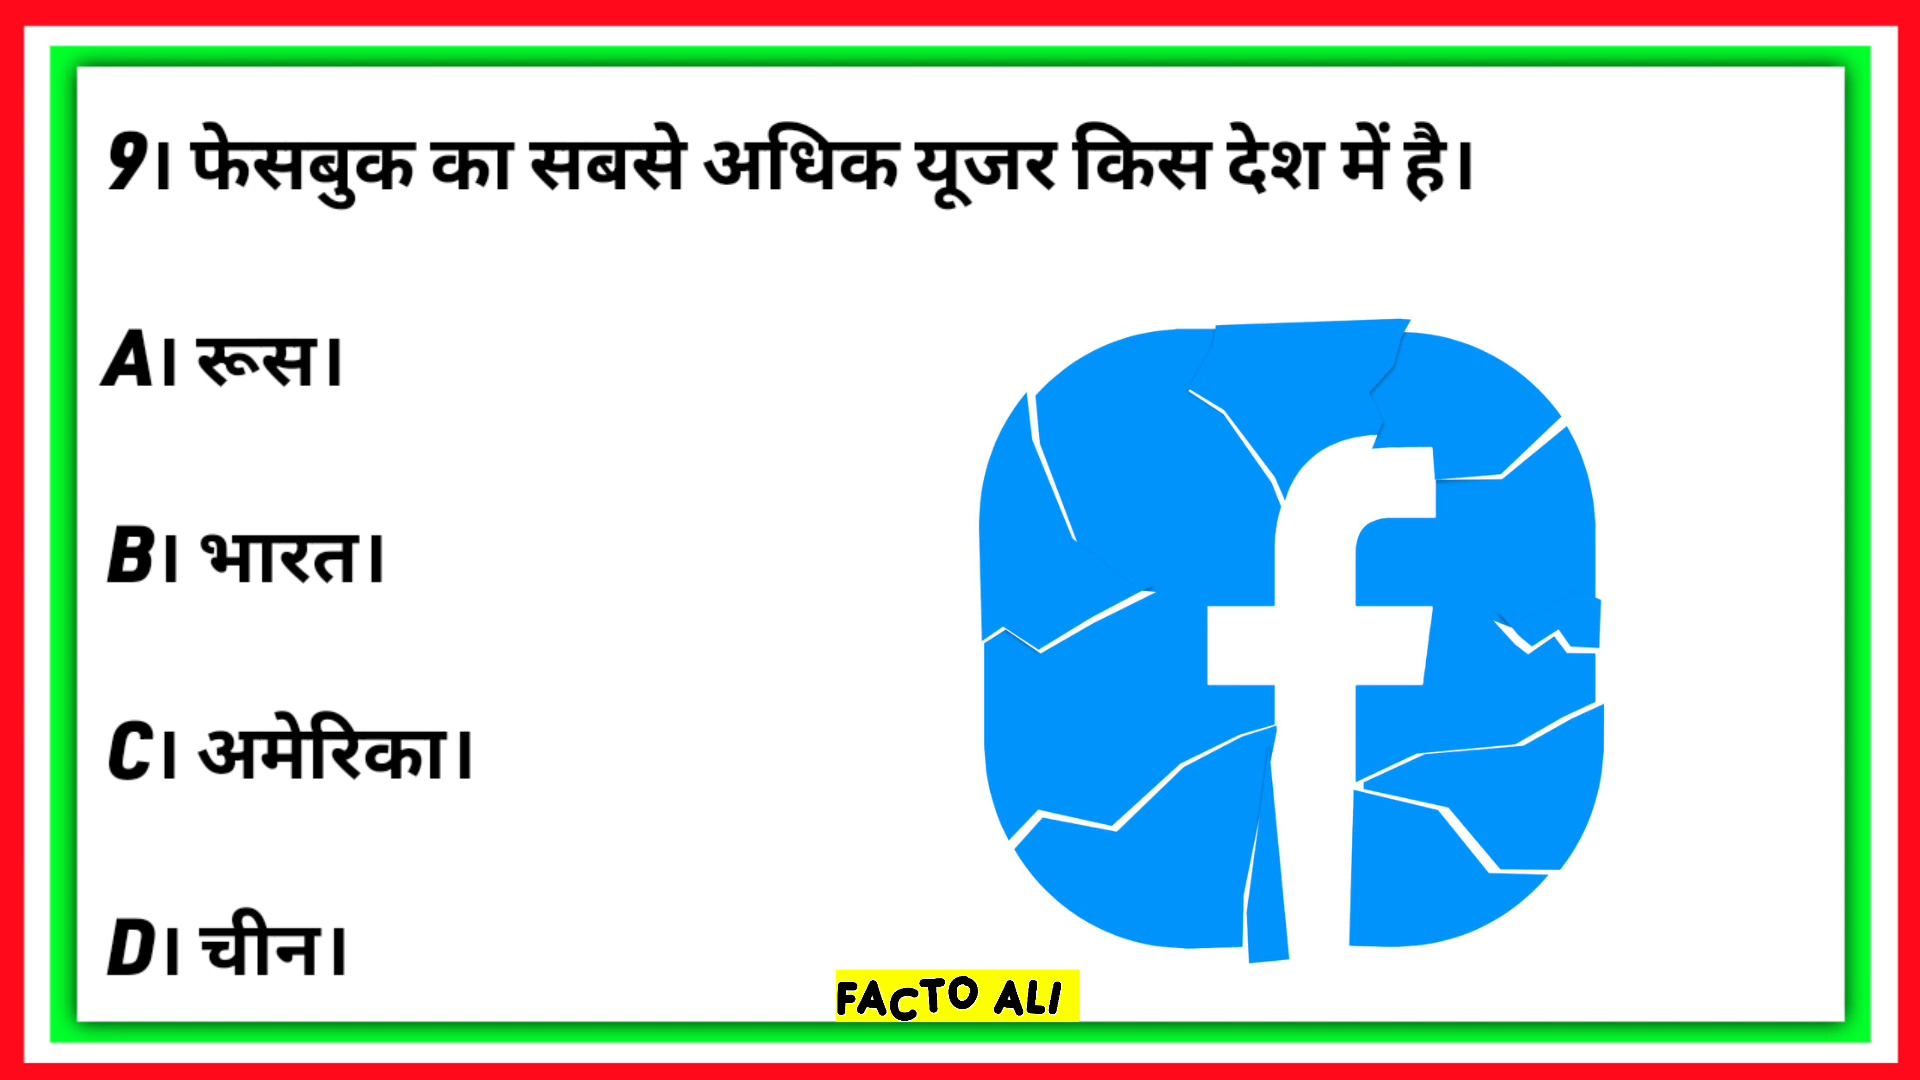 9। फेसबुक का सबसे अधिक यूजर किस देश में है।
A। रूस।
B। भारत।
C। अमेरिका।
D। चीन।
FACTO ALI